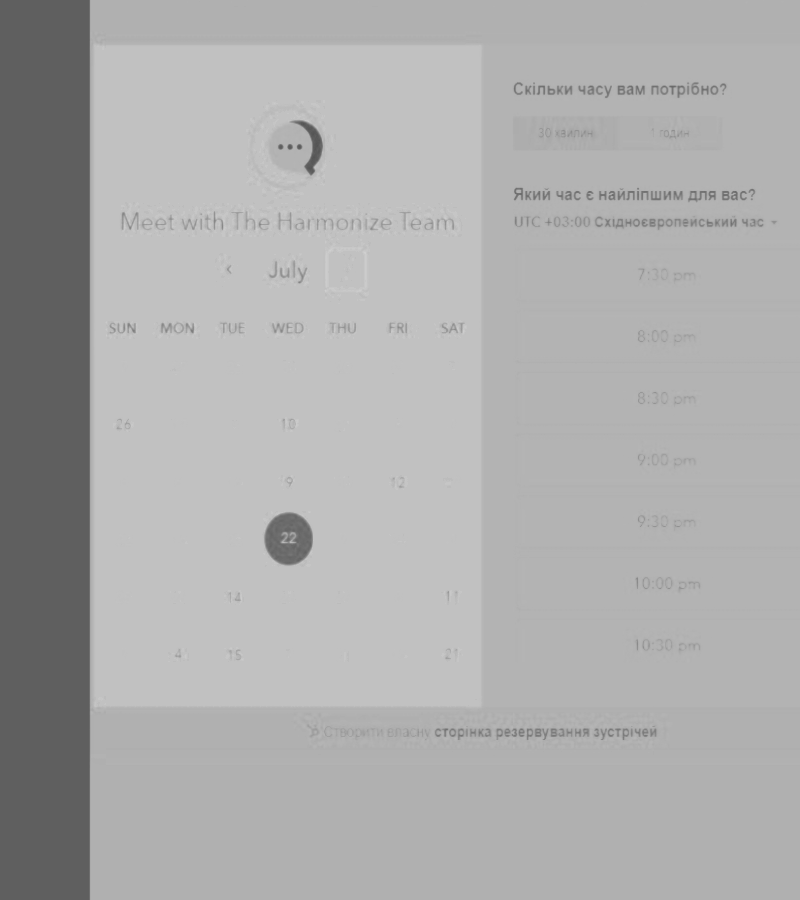 Meet with The Harmonize Team
July
SUN MON TUE WED THU FRI SAT
26 10
9 12
22
14 11
4 15 21
Скільки часу вам потрібно?
30 хвилин 1 годин
Який час є найліпшим для вас?
UTC +03:00 Східноєвропейський час
7:30 pm
8:00 pm
8:30 pm
9:00 pm
9:30 pm
10:00 pm
10:30 pm
Створити власну сторінка резервування зустрічей